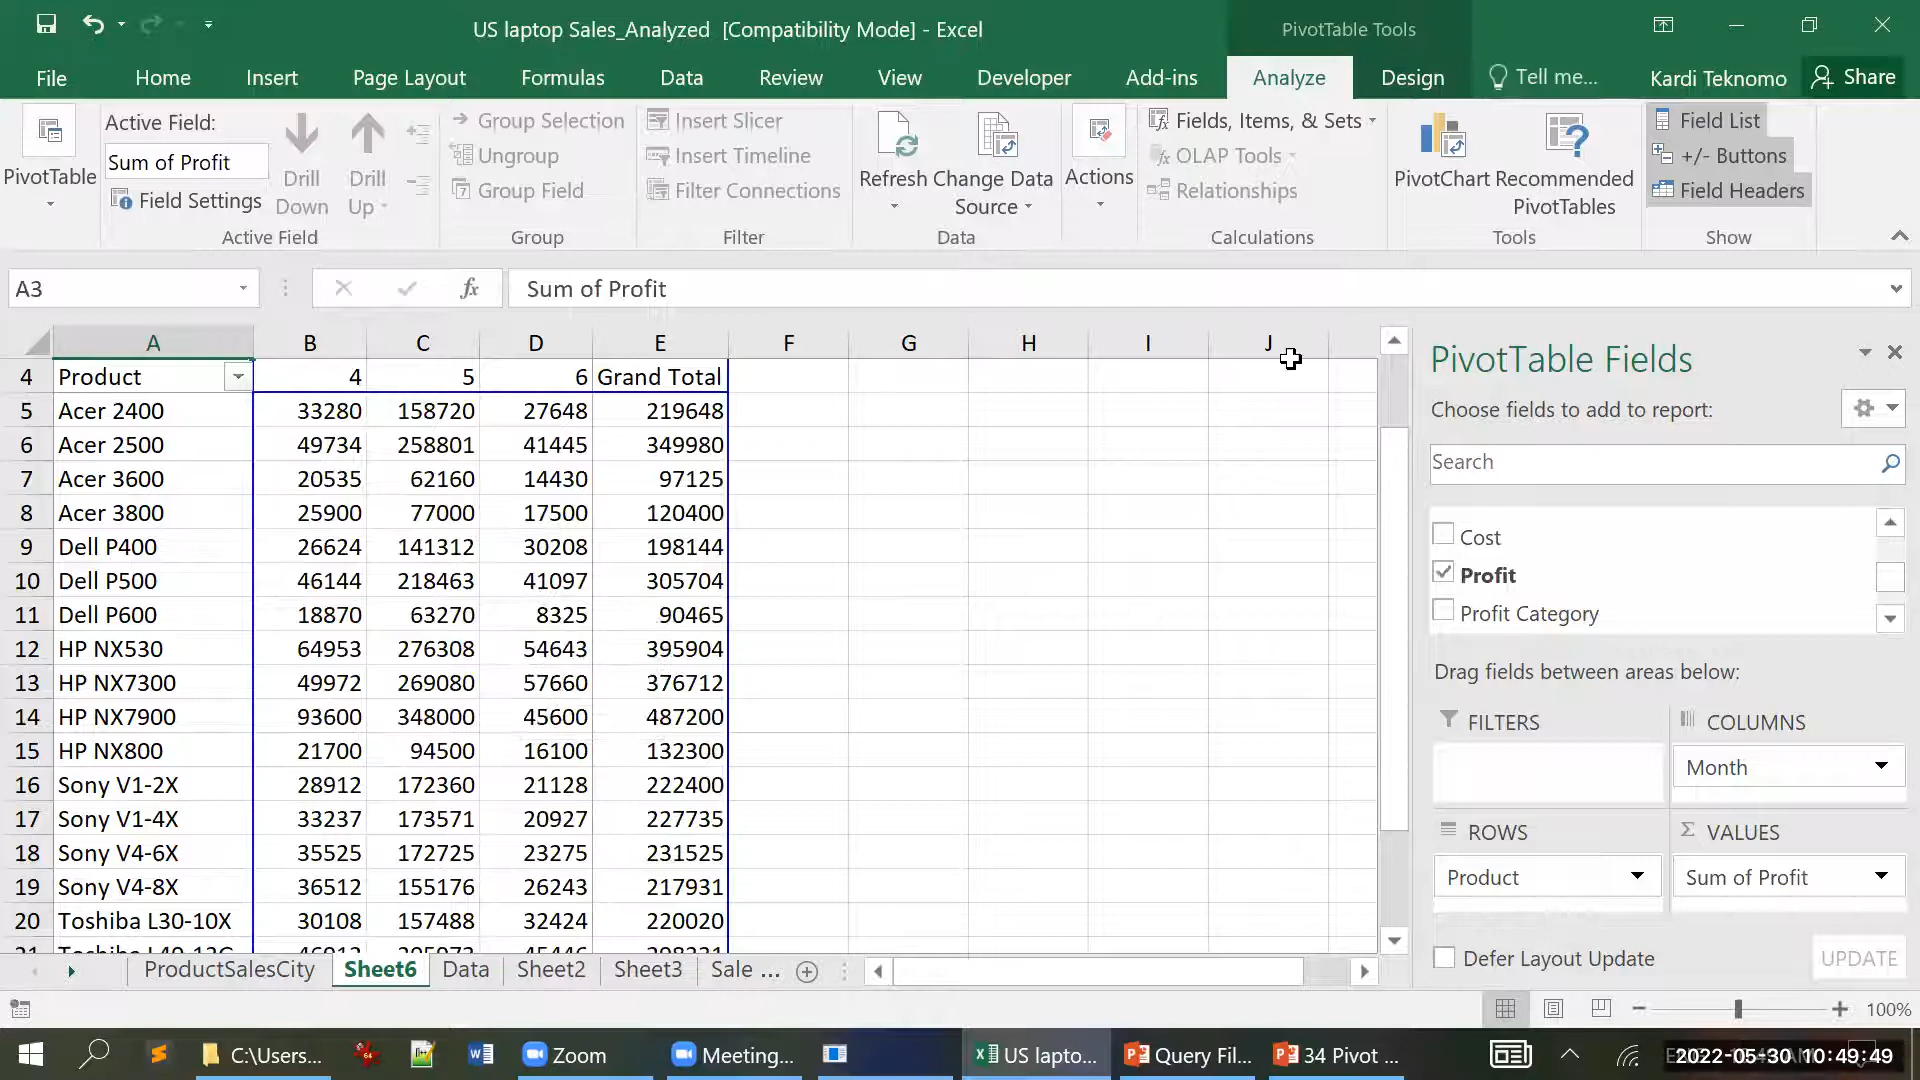 US laptop Sales_Analyzed [Compatibility Mode] - Excel
PivotTable Tools
File Home Insert Page Layout Formulas Data Review View Developer Add-ins Analyze Design Tell me... Kardi Teknomo Share
PivotTable
Active Field:
Sum of Profit
Field Settings
Drill Down
Drill Up
Active Field
Group Selection
Ungroup
Group Field
Group
Insert Slicer
Insert Timeline
Filter Connections
Filter
Refresh
Change Data Source
Data
Actions
Fields, Items, & Sets
OLAP Tools
Relationships
Calculations
PivotChart
Recommended PivotTables
Tools
Field List
+/- Buttons
Field Headers
Show
A3
fx
Sum of Profit
A B C D E F G H I J
4 Product 4 5 6 Grand Total
5 Acer 2400 33280 158720 27648 219648
6 Acer 2500 49734 258801 41445 349980
7 Acer 3600 20535 62160 14430 97125
8 Acer 3800 25900 77000 17500 120400
9 Dell P400 26624 141312 30208 198144
10 Dell P500 46144 218463 41097 305704
11 Dell P600 18870 63270 8325 90465
12 HP NX530 64953 276308 54643 395904
13 HP NX7300 49972 269080 57660 376712
14 HP NX7900 93600 348000 45600 487200
15 HP NX800 21700 94500 16100 132300
16 Sony V1-2X 28912 172360 21128 222400
17 Sony V1-4X 33237 173571 20927 227735
18 Sony V4-6X 35525 172725 23275 231525
19 Sony V4-8X 36512 155176 26243 217931
20 Toshiba L30-10X 30108 157488 32424 220020
PivotTable Fields
Choose fields to add to report:
Search
Cost
Profit
Profit Category
Drag fields between areas below:
FILTERS
COLUMNS
Month
ROWS
VALUES
Product
Sum of Profit
Defer Layout Update
UPDATE
ProductSalesCity Sheet6 Data Sheet2 Sheet3 Sale ...
100%
C:\Users...
64
Zoom
Meeting...
US lapto...
Query Fil...
34 Pivot ...
2022-05-30 10:49:49